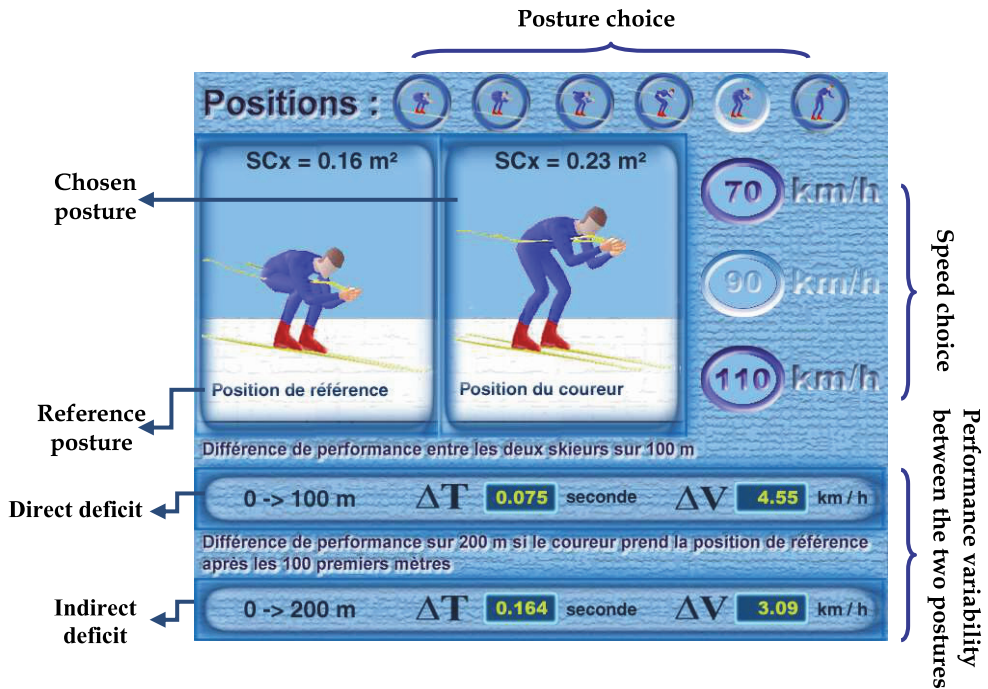 Posture choice
Positions :
SCx = 0.16 m²
SCx = 0.23 m²
Chosen
posture
70 km/h
90 km/h
110 km/h
Speed choice
Position de référence
Position du coureur
Reference
posture
Différence de performance entre les deux skieurs sur 100 m
Direct deficit
0 -> 100 m ΔT 0.075 seconde ΔV 4.55 km / h
Différence de performance sur 200 m si le coureur prend la position de référence
après les 100 premiers mètres
Indirect
deficit
0 -> 200 m ΔT 0.164 seconde ΔV 3.09 km / h
Performance variability
between the two postures